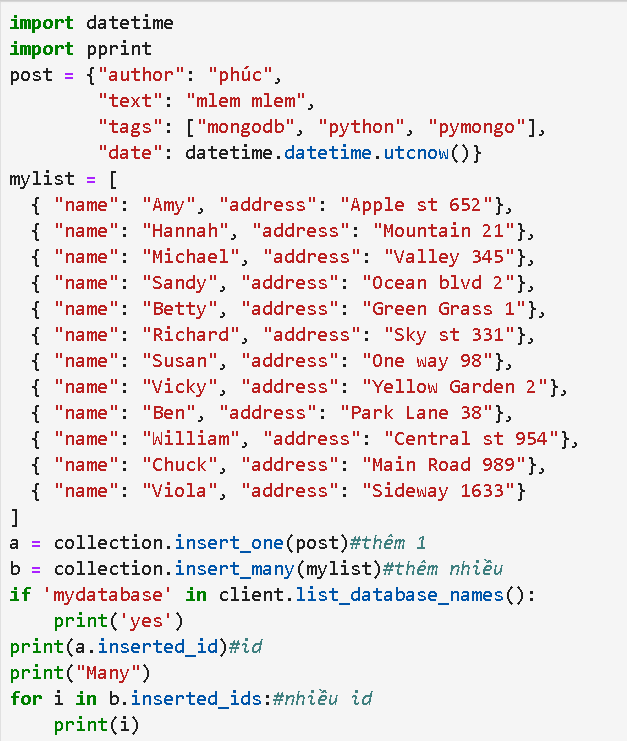 import datetime
import pprint
post = {"author": "phúc",
        "text": "mlem mlem",
        "tags": ["mongodb", "python", "pymongo"],
        "date": datetime.datetime.utcnow()}
mylist = [
  { "name": "Amy", "address": "Apple st 652"},
  { "name": "Hannah", "address": "Mountain 21"},
  { "name": "Michael", "address": "Valley 345"},
  { "name": "Sandy", "address": "Ocean blvd 2"},
  { "name": "Betty", "address": "Green Grass 1"},
  { "name": "Richard", "address": "Sky st 331"},
  { "name": "Susan", "address": "One way 98"},
  { "name": "Vicky", "address": "Yellow Garden 2"},
  { "name": "Ben", "address": "Park Lane 38"},
  { "name": "William", "address": "Central st 954"},
  { "name": "Chuck", "address": "Main Road 989"},
  { "name": "Viola", "address": "Sideway 1633"}
]
a = collection.insert_one(post)#thêm 1
b = collection.insert_many(mylist)#thêm nhiều
if 'mydatabase' in client.list_database_names():
    print('yes')
print(a.inserted_id)#id
print("Many")
for i in b.inserted_ids:#nhiều id
    print(i)